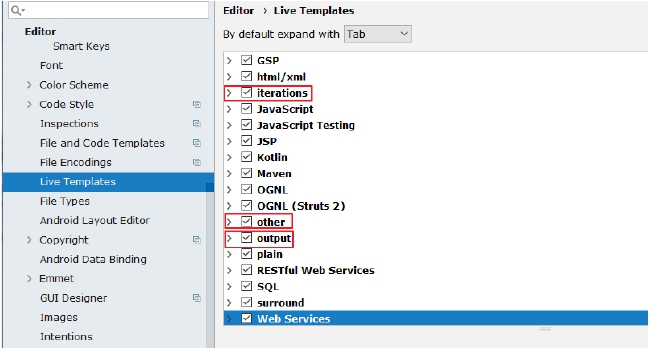 Editor
Smart Keys
Font
Color Scheme
Code Style
Inspections
File and Code Templates
File Encodings
Live Templates
File Types
Android Layout Editor
Copyright
Android Data Binding
Emmet
GUI Designer
Images
Intentions
Editor > Live Templates
By default expand with Tab
GSP
html/xml
iterations
JavaScript
JavaScript Testing
JSP
Kotlin
Maven
OGNL
OGNL (Struts 2)
other
output
plain
RESTful Web Services
SQL
surround
Web Services